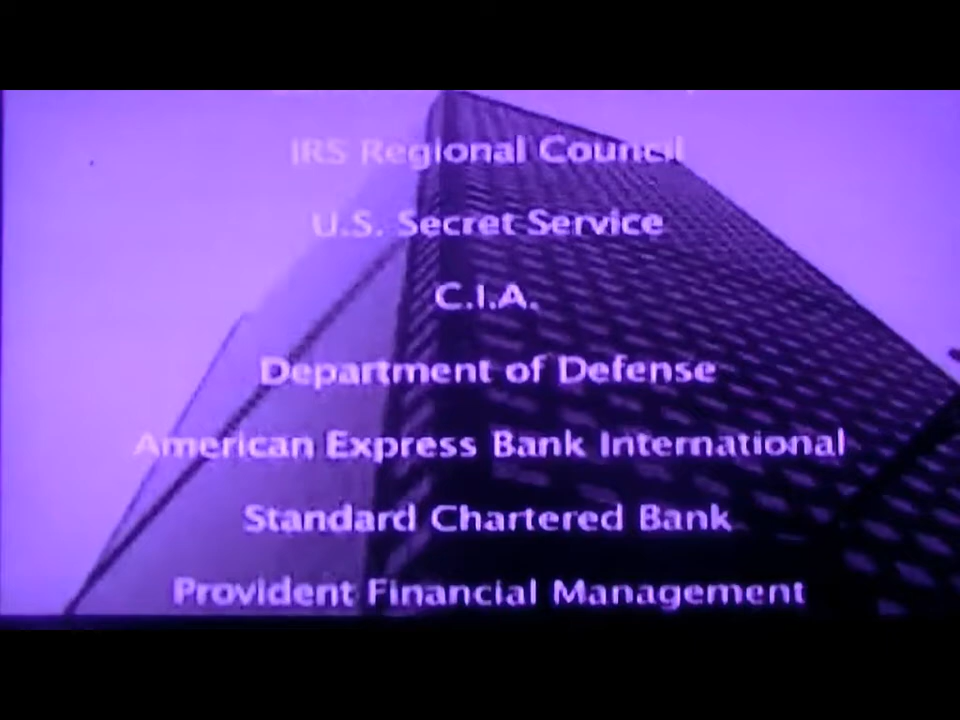 IRS Regional Council
U.S. Secret Service
C.I.A.
Department of Defense
American Express Bank International
Standard Chartered Bank
Provident Financial Management